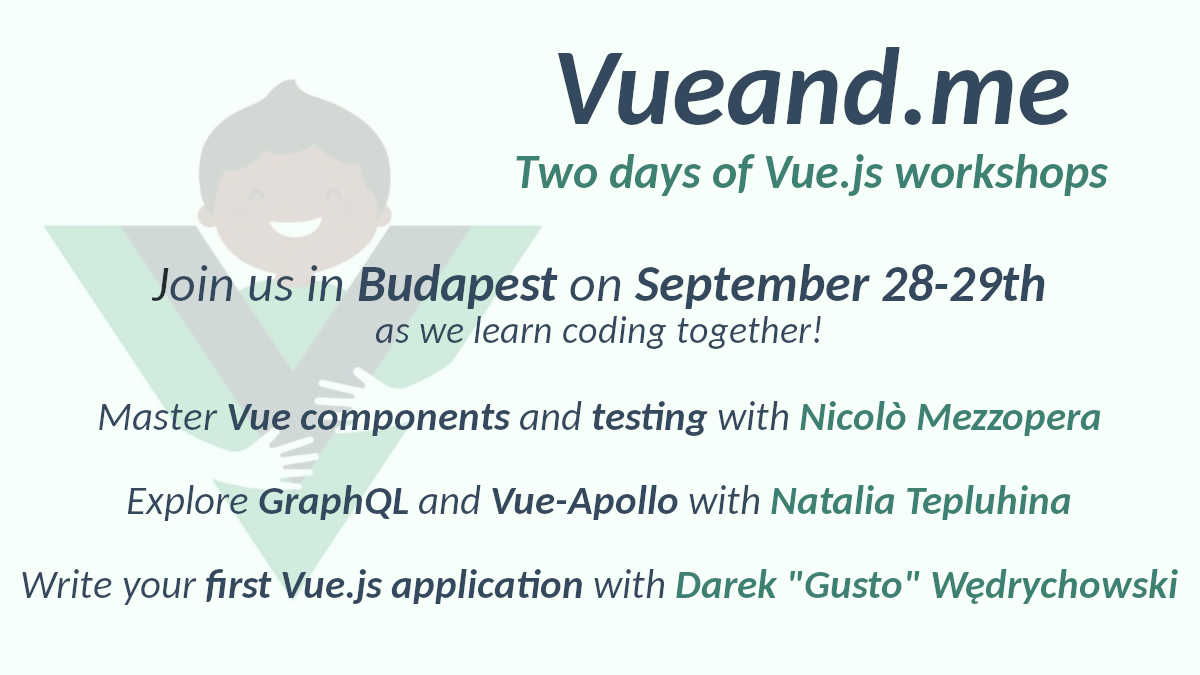 Vueand.me
Two days of Vue.js workshops
Join us in Budapest on September 28-29th
as we learn coding together!
Master Vue components and testing with Nicolò Mezzopera
Explore GraphQL and Vue-Apollo with Natalia Tepluhina
Write your first Vue.js application with Darek "Gusto" Wędrychowski